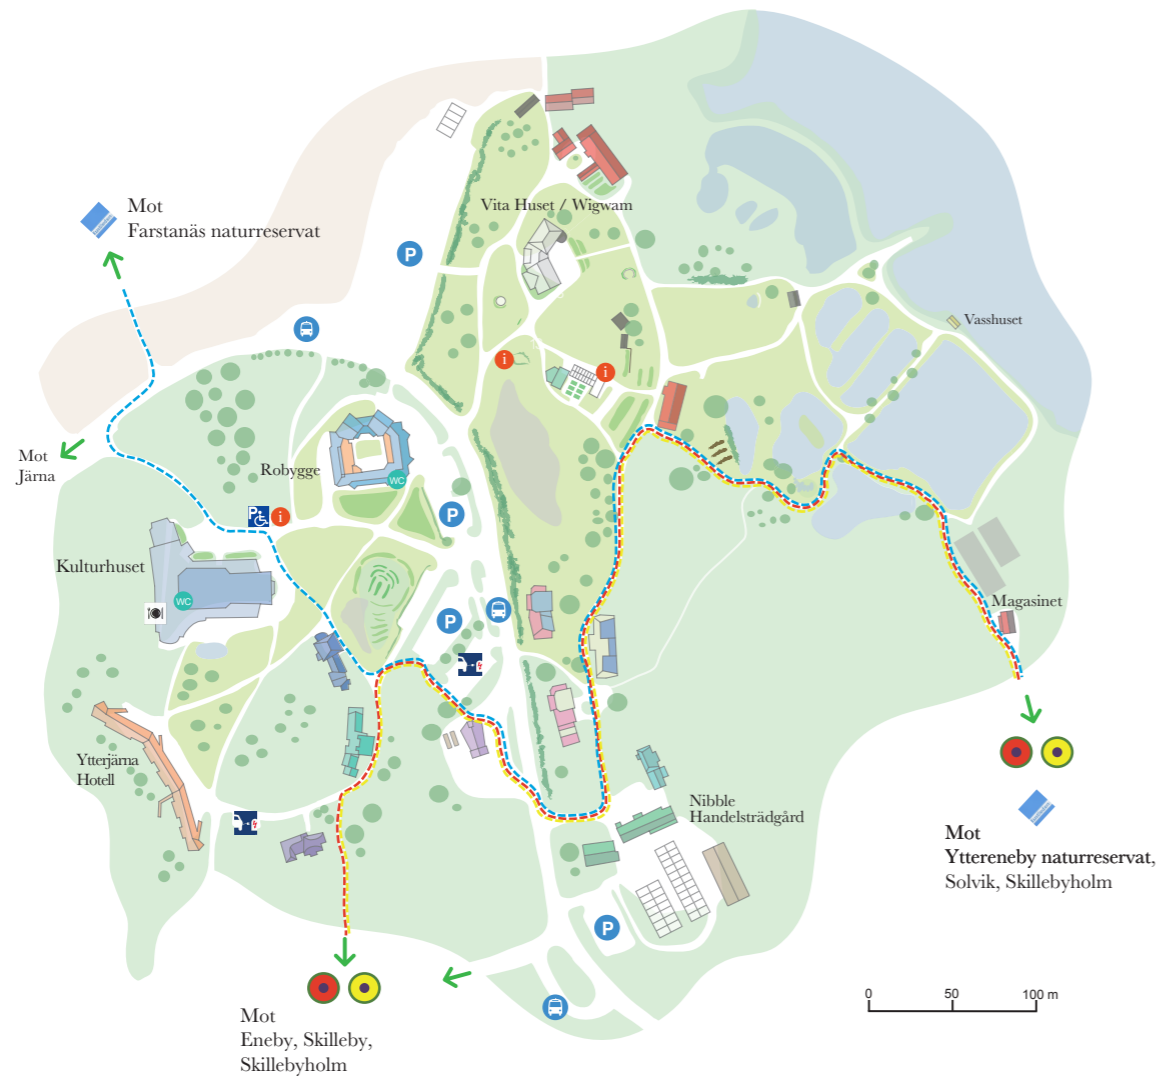 Vita Huset / Wigwam
Mot
Farstanäs naturreservat
P
Vasshuset
i
i
Mot
Järna
Robygge
WC
P
i
P
Kulturhuset
WC
P
Magasinet
Ytterjärna
Hotell
Nibble
Handelsträdgård
Mot
Yttereneby naturreservat,
Solvik, Skillebyholm
P
Mot
Eneby, Skilleby,
Skillebyholm
0 50 100 m